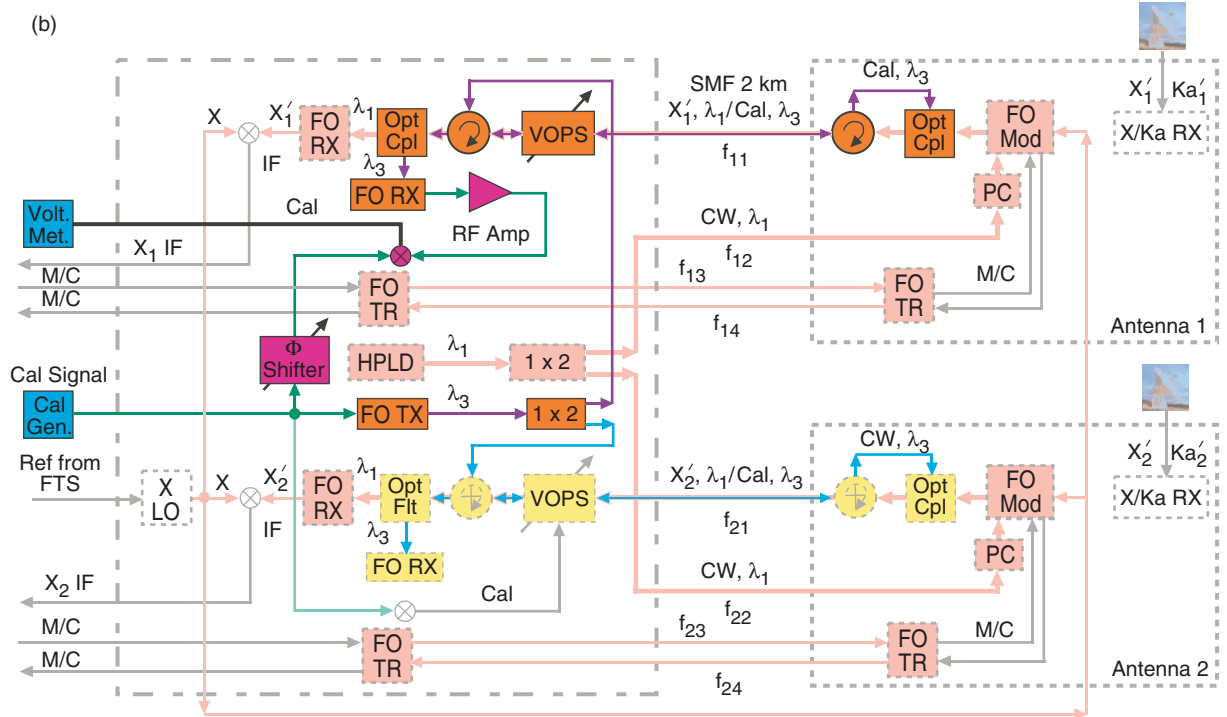 (b)
SMF 2 km
Cal, λ3
X1′ Ka1′
X X1′ λ1
FO RX
Opt Cpl
VOPS
X1′, λ1/Cal, λ3
f11
Opt Cpl
FO Mod
X/Ka RX
IF
λ3
FO RX
PC
Cal
RF Amp
Volt. Met.
CW, λ1
X1 IF
f12
M/C
M/C
FO TR
f13
FO TR
M/C
f14
Antenna 1
Φ Shifter
HPLD
λ1
1 x 2
Cal Signal
Cal Gen.
FO TX
λ3
1 x 2
CW, λ3
X2′ Ka2′
Ref from FTS
X LO
X X2′ λ1
FO RX
Opt Flt
VOPS
X2′, λ1/Cal, λ3
f21
Opt Cpl
FO Mod
X/Ka RX
IF
λ3
FO RX
PC
X2 IF
Cal
CW, λ1
f22
M/C
M/C
FO TR
f23
FO TR
M/C
f24
Antenna 2